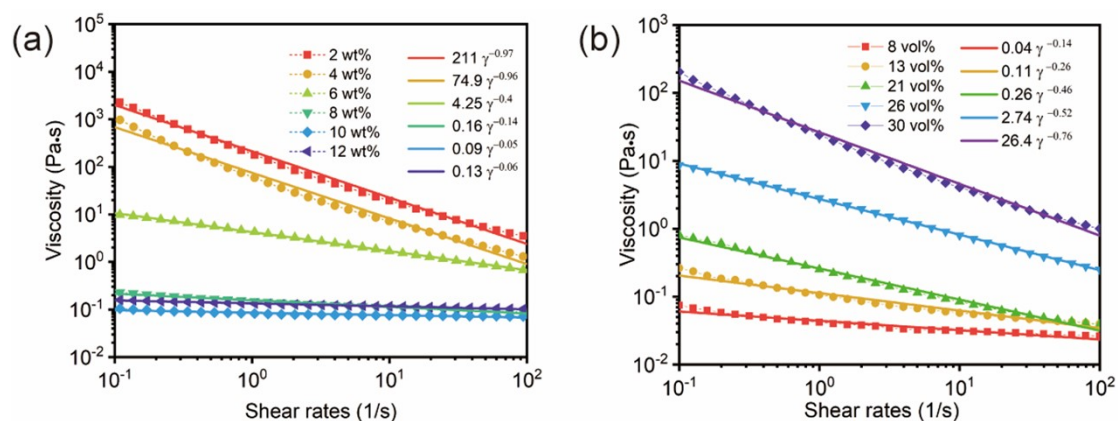 (a)
10^5
10^4
10^3
10^2
10^1
10^0
10^-1
10^-2
Viscosity (Pa•s)
2 wt%
4 wt%
6 wt%
8 wt%
10 wt%
12 wt%
211 γ^-0.97
74.9 γ^-0.96
4.25 γ^-0.4
0.16 γ^-0.14
0.09 γ^-0.05
0.13 γ^-0.06
10^-1 10^0 10^1 10^2
Shear rates (1/s)
(b)
10^3
10^2
10^1
10^0
10^-1
10^-2
Viscosity (Pa•s)
8 vol%
13 vol%
21 vol%
26 vol%
30 vol%
0.04 γ^-0.14
0.11 γ^-0.26
0.26 γ^-0.46
2.74 γ^-0.52
26.4 γ^-0.76
10^-1 10^0 10^1 10^2
Shear rates (1/s)